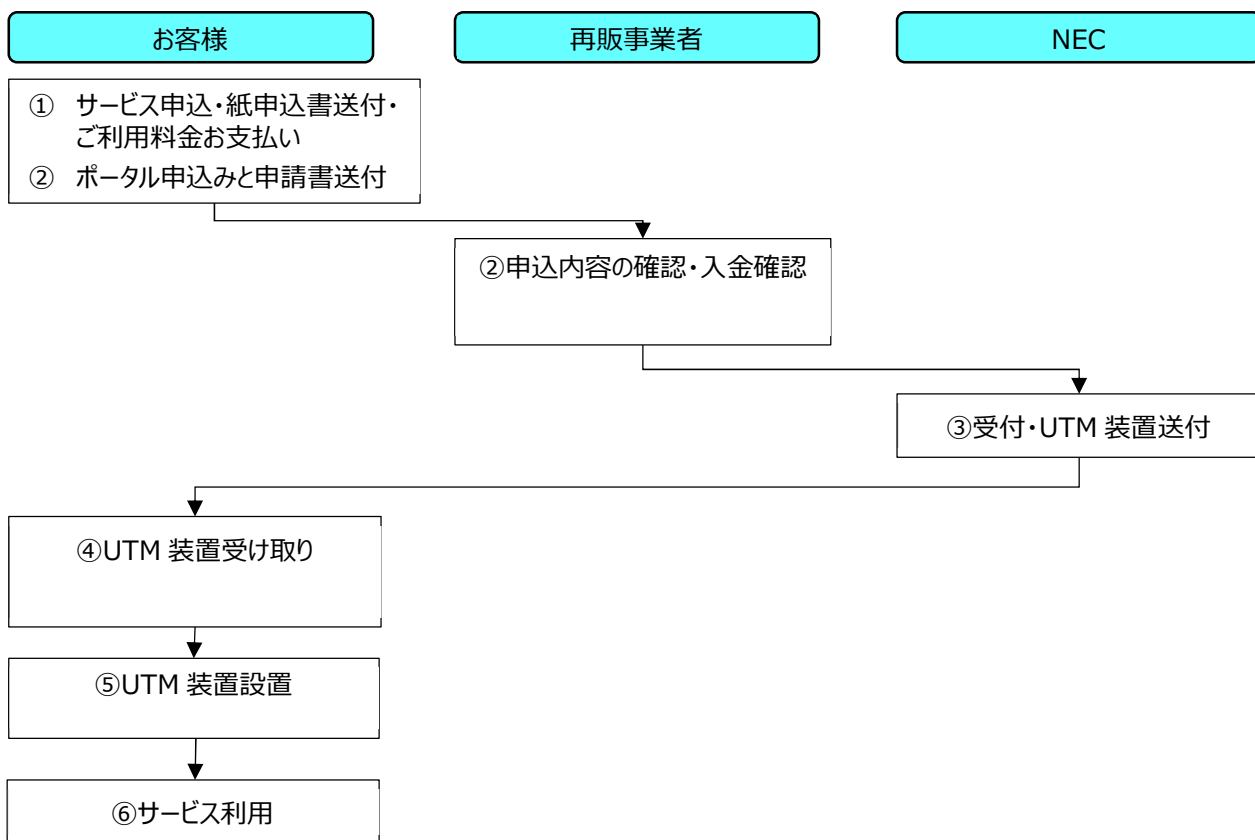 お客様
再販事業者
NEC
① サービス申込・紙申込書送付・
ご利用料金お支払い
② ポータル申込みと申請書送付
②申込内容の確認・入金確認
③受付・UTM 装置送付
④UTM 装置受け取り
⑤UTM 装置設置
⑥サービス利用